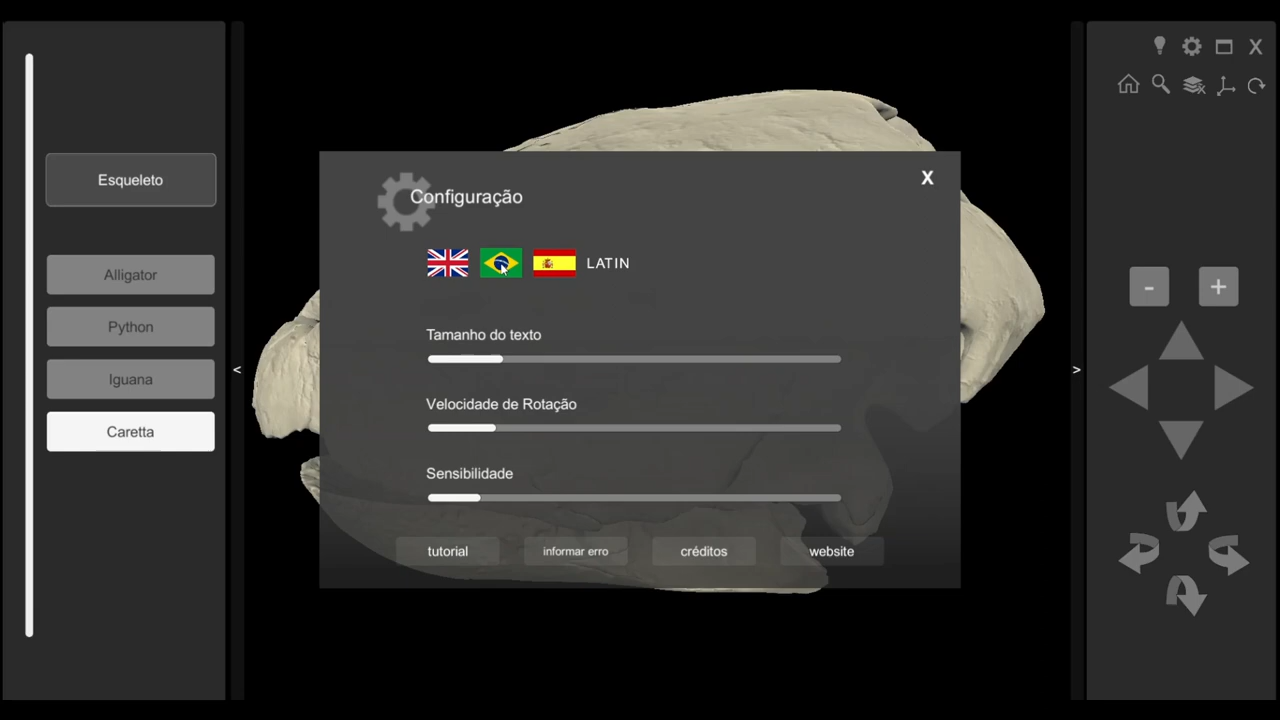 Esqueleto
Alligator
Python
Iguana
Caretta
<
Configuração
X
LATIN
Tamanho do texto
Velocidade de Rotação
Sensibilidade
tutorial
informar erro
créditos
website
>
X
-
+